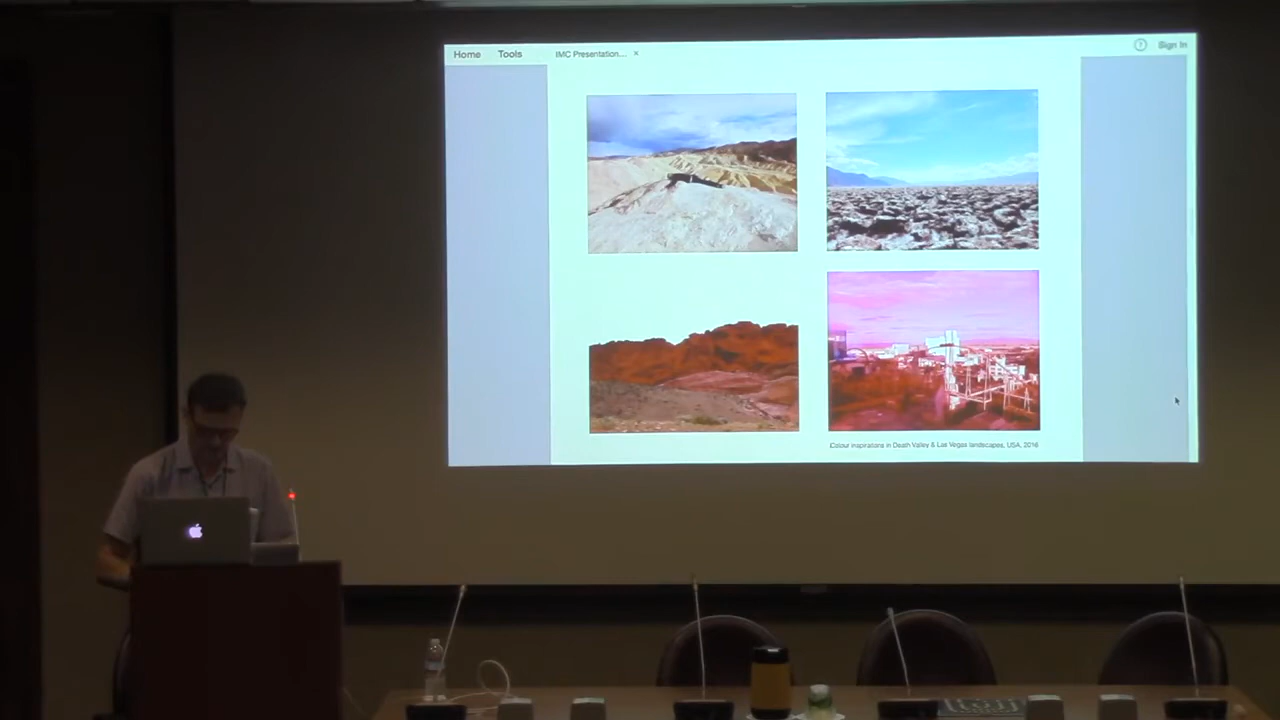 Home Tools IMC Presentation... × ? Sign In
Colour inspirations in Death Valley & Las Vegas landscapes, USA, 2016